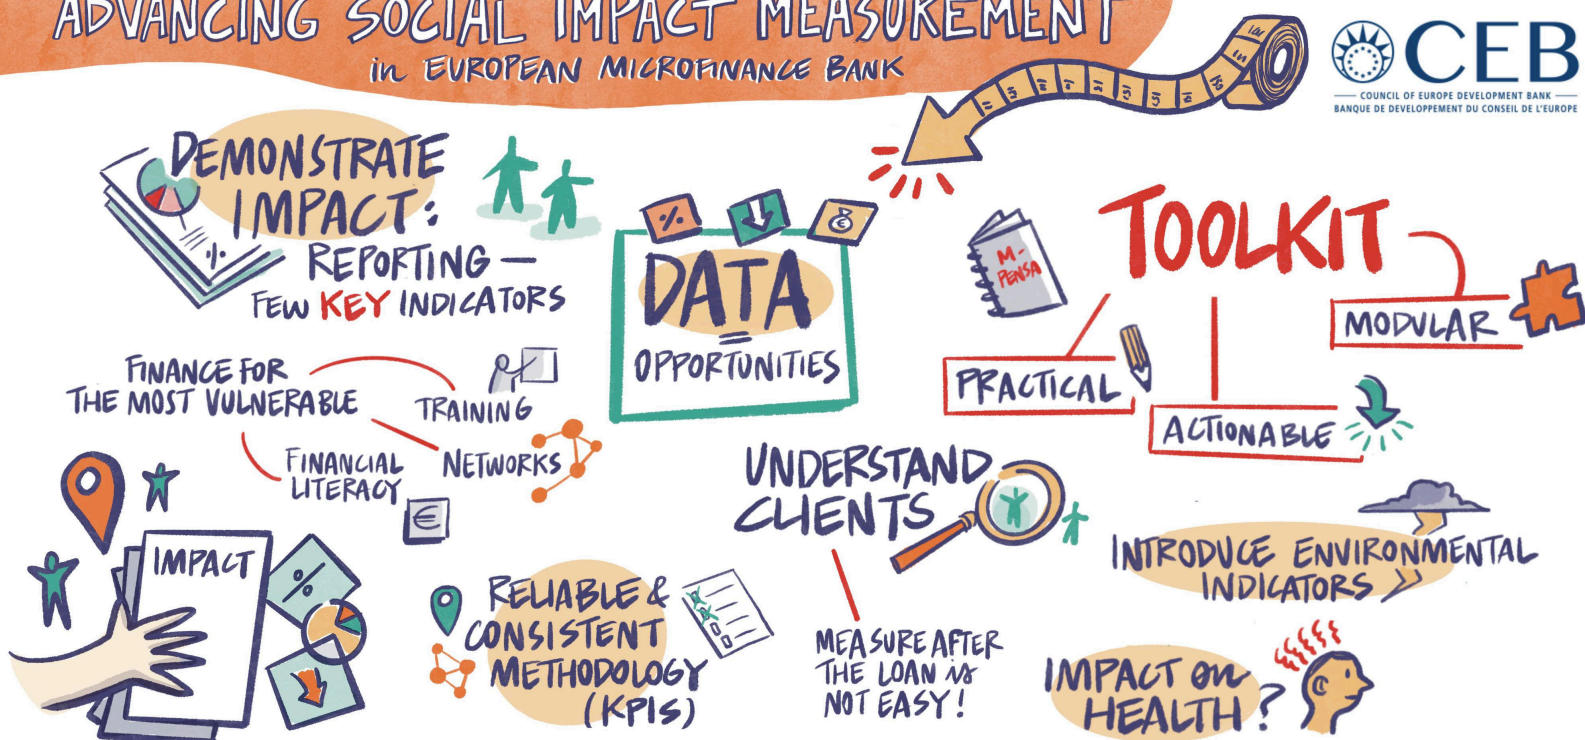 ADVANCING SOCIAL IMPACT MEASUREMENT
in EUROPEAN MICROFINANCE BANK
CEB
COUNCIL OF EUROPE DEVELOPMENT BANK
BANQUE DE DEVELOPPEMENT DU CONSEIL DE L'EUROPE
DEMONSTRATE
IMPACT:
REPORTING —
FEW KEY INDICATORS
%
FINANCE FOR
THE MOST VULNERABLE
TRAINING
NETWORKS
FINANCIAL
LITERACY
€
IMPACT
%
%
€
DATA
OPPORTUNITIES
M-
PENSA
TOOLKIT
MODULAR
PRACTICAL
ACTIONABLE
UNDERSTAND
CLIENTS
MEASURE AFTER
THE LOAN is
NOT EASY!
RELIABLE &
CONSISTENT
METHODOLOGY
(KPIS)
INTRODUCE ENVIRONMENTAL
INDICATORS
IMPACT on
HEALTH?